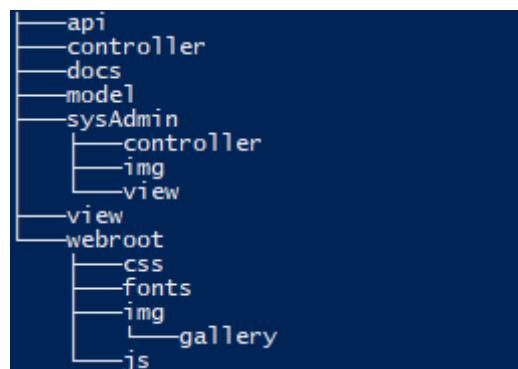 api
controller
docs
model
sysAdmin
controller
img
view
view
webroot
css
fonts
img
gallery
js